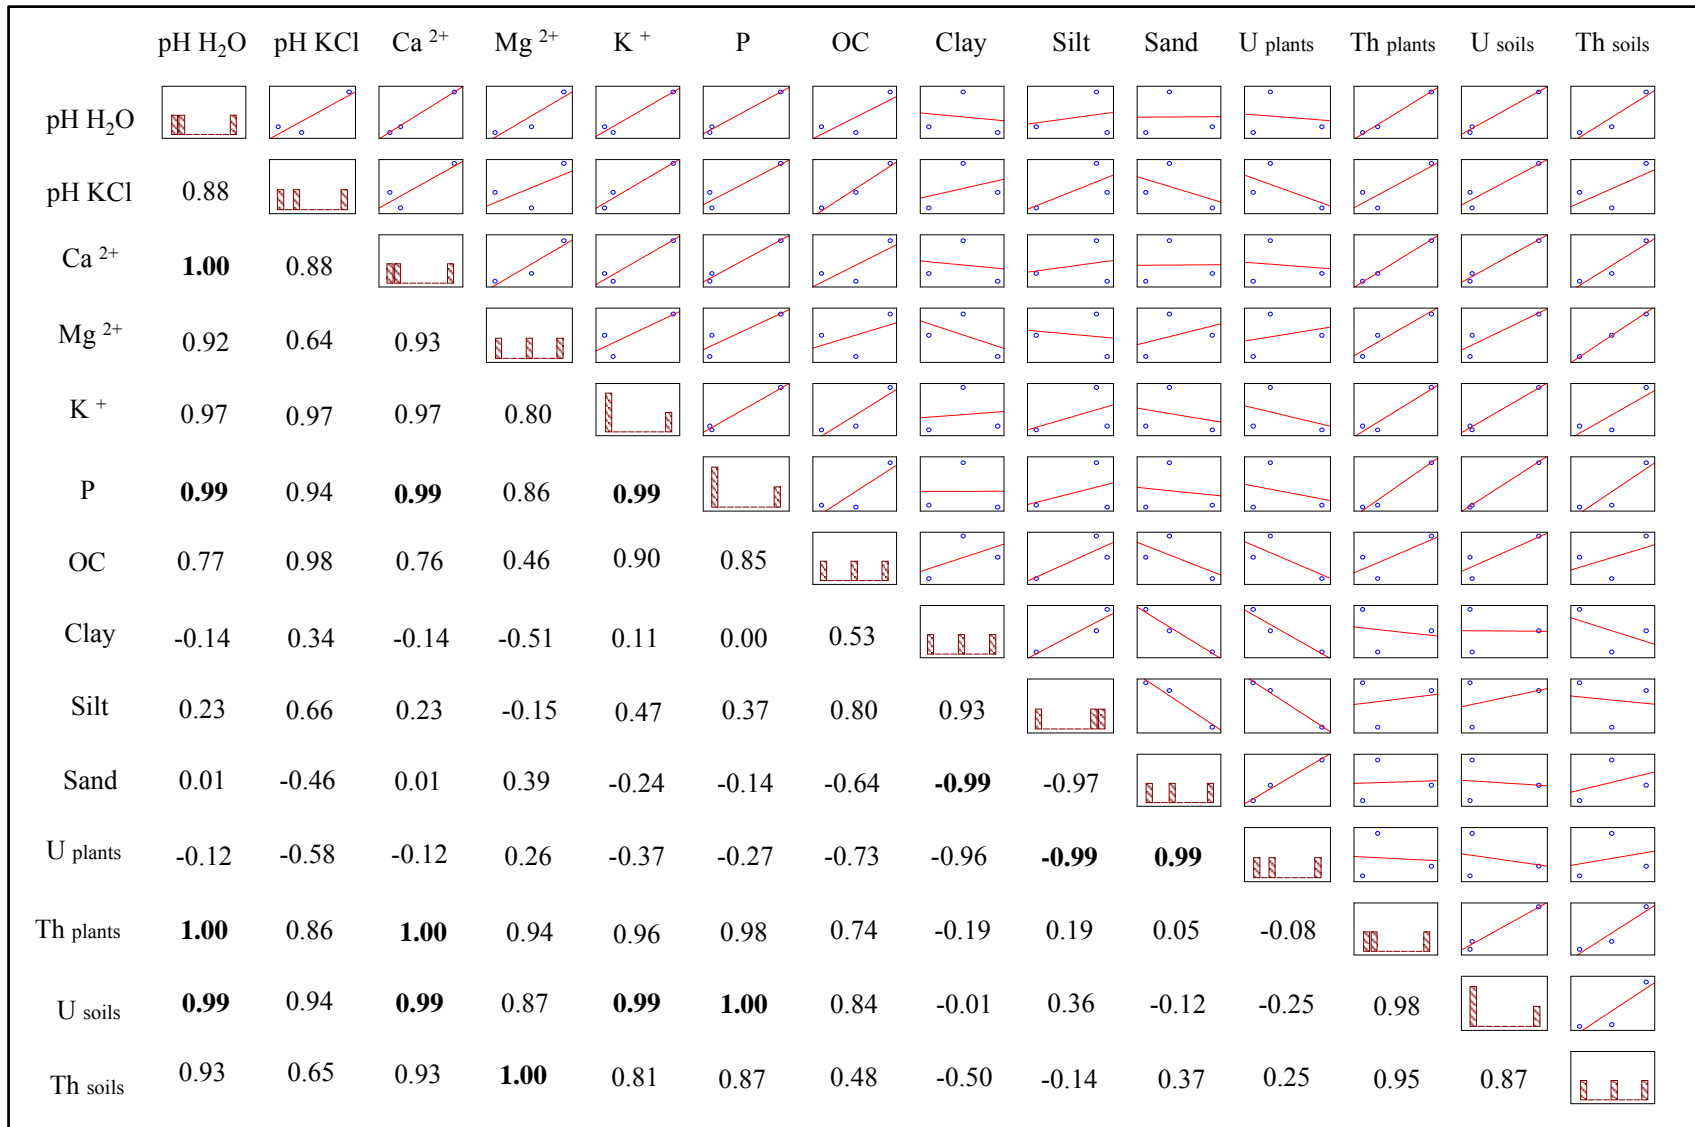 pH H₂O pH KCl Ca ²⁺ Mg ²⁺ K ⁺ P OC Clay Silt Sand U plants Th plants U soils Th soils
pH H₂O
pH KCl 0.88
Ca ²⁺ 1.00 0.88
Mg ²⁺ 0.92 0.64 0.93
K ⁺ 0.97 0.97 0.97 0.80
P 0.99 0.94 0.99 0.86 0.99
OC 0.77 0.98 0.76 0.46 0.90 0.85
Clay -0.14 0.34 -0.14 -0.51 0.11 0.00 0.53
Silt 0.23 0.66 0.23 -0.15 0.47 0.37 0.80 0.93
Sand 0.01 -0.46 0.01 0.39 -0.24 -0.14 -0.64 -0.99 -0.97
U plants -0.12 -0.58 -0.12 0.26 -0.37 -0.27 -0.73 -0.96 -0.99 0.99
Th plants 1.00 0.86 1.00 0.94 0.96 0.98 0.74 -0.19 0.19 0.05 -0.08
U soils 0.99 0.94 0.99 0.87 0.99 1.00 0.84 -0.01 0.36 -0.12 -0.25 0.98
Th soils 0.93 0.65 0.93 1.00 0.81 0.87 0.48 -0.50 -0.14 0.37 0.25 0.95 0.87